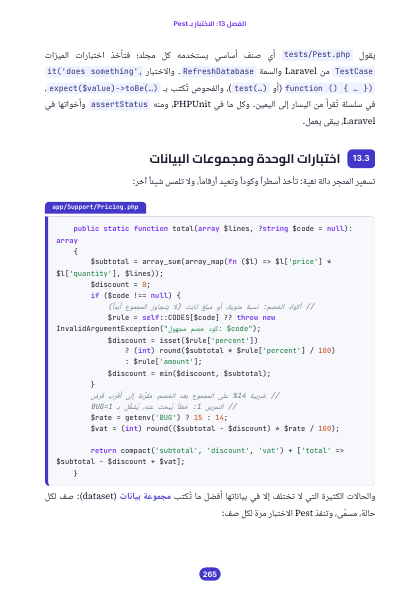 الفصل 13: الاختبار بـ Pest
يقول tests/Pest.php أي صنف أساسي يستخدمه كل مجلد؛ فتأخذ اختبارات الميزات
TestCase من Laravel والسمة RefreshDatabase. والاختبار it('does something',
function () { … }) (أو test(…))، والفحوص تُكتب بـ expect($value)->toBe(…)،
في سلسلة تُقرأ من اليسار إلى اليمين. وكل ما في PHPUnit، ومنه assertStatus وأخواتها في
Laravel، يبقى يعمل.
13.3 اختبارات الوحدة ومجموعات البيانات
تسعير المتجر دالة نقية: تأخذ أسطراً وكوداً وتعيد أرقاماً، ولا تلمس شيئاً آخر:
app/Support/Pricing.php
public static function total(array $lines, ?string $code = null):
array
{
$subtotal = array_sum(array_map(fn ($l) => $l['price'] *
$l['quantity'], $lines));
$discount = 0;
if ($code !== null) {
// أكواد الخصم: نسبة مئوية، أو مبلغ ثابت (لا يتجاوز المجموع أبداً)
$rule = self::CODES[$code] ?? throw new
InvalidArgumentException("كود خصم مجهول: $code");
$discount = isset($rule['percent'])
? (int) round($subtotal * $rule['percent'] / 100)
: $rule['amount'];
$discount = min($discount, $subtotal);
}
// ضريبة 14% على المجموع بعد الخصم، مقرّبة إلى أقرب قرش
// التمرين 1: خطأ يُبحث عنه، يُشغَّل بـ BUG=1
$rate = getenv('BUG') ? 15 : 14;
$vat = (int) round(($subtotal - $discount) * $rate / 100);
return compact('subtotal', 'discount', 'vat') + ['total' =>
$subtotal - $discount + $vat];
}
والحالات الكثيرة التي لا تختلف إلا في بياناتها أفضل ما تُكتب مجموعة بيانات (dataset): صف لكل
حالة، مسمّى، وتنفذ Pest الاختبار مرة لكل صف:
265